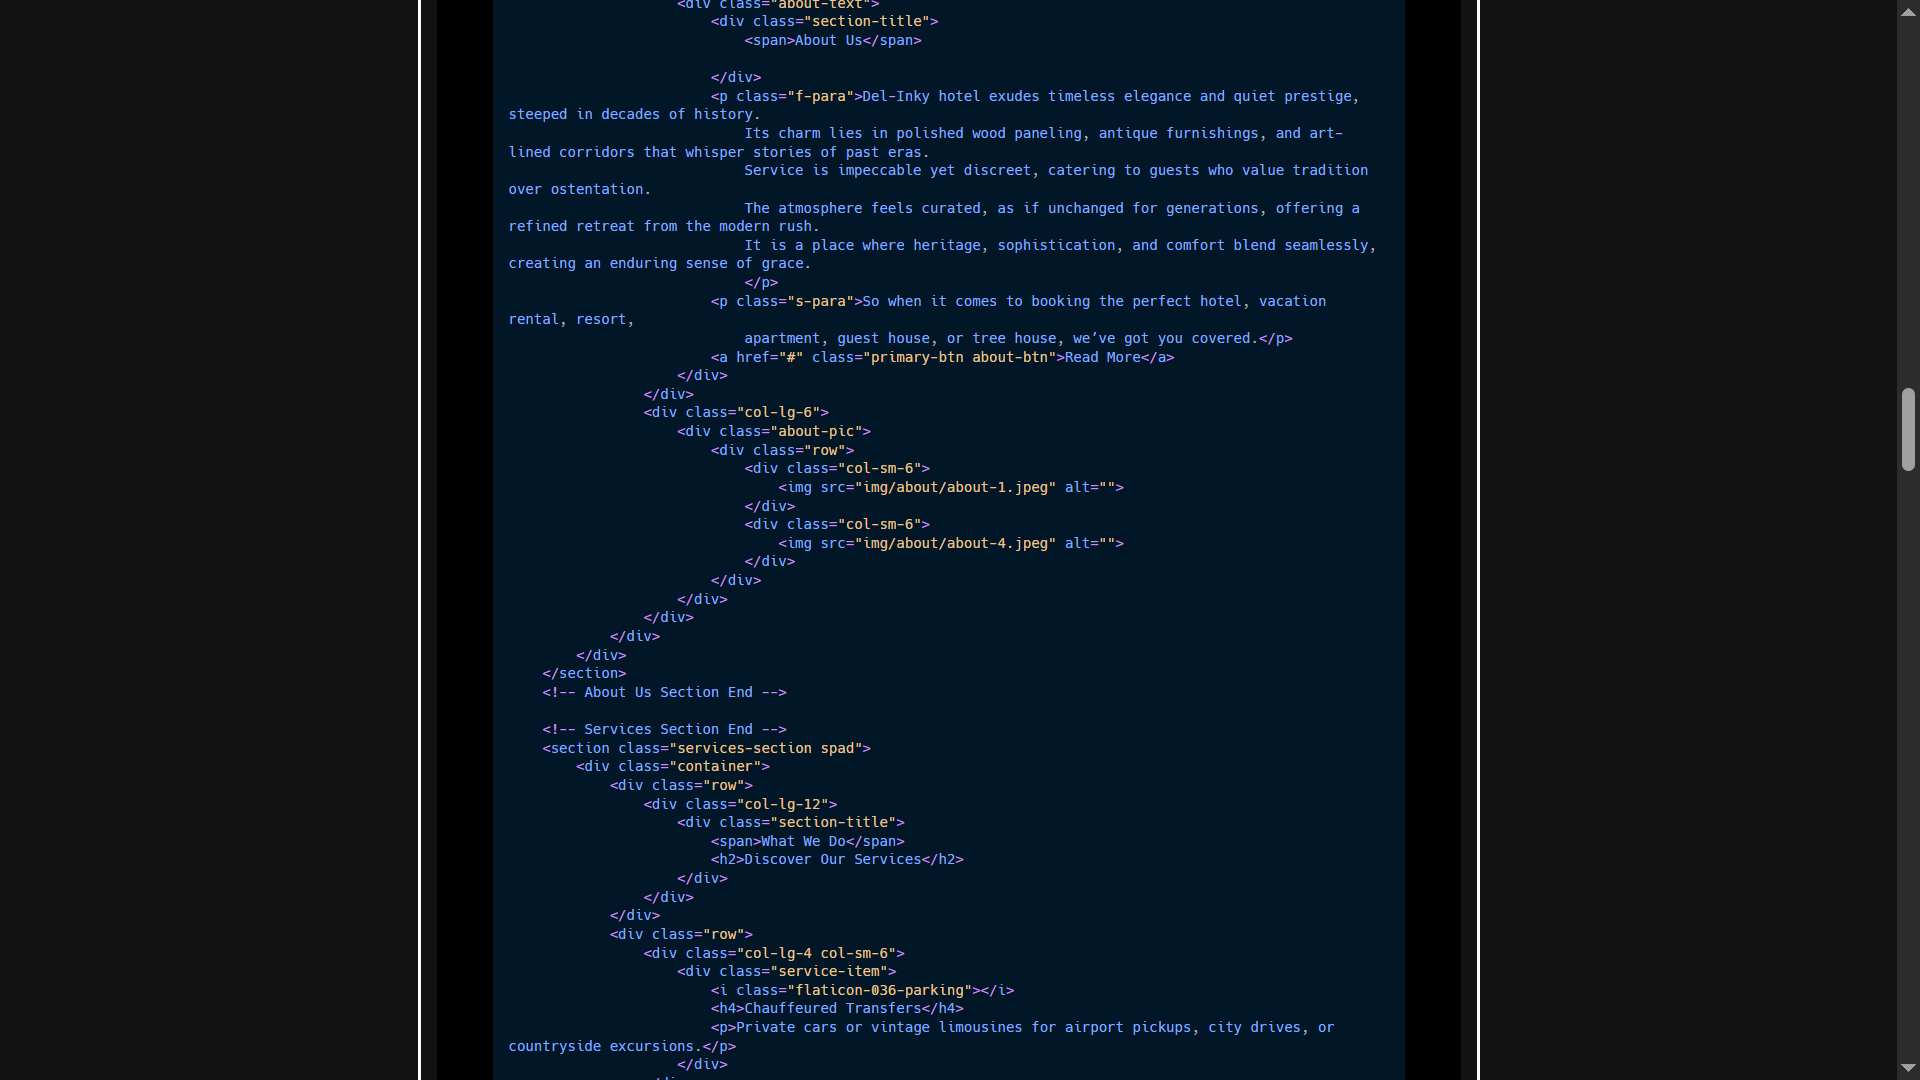 <div class="about-text">
<div class="section-title">
<span>About Us</span>
</div>
<p class="f-para">Del-Inky hotel exudes timeless elegance and quiet prestige,
steeped in decades of history.
Its charm lies in polished wood paneling, antique furnishings, and art-
lined corridors that whisper stories of past eras.
Service is impeccable yet discreet, catering to guests who value tradition
over ostentation.
The atmosphere feels curated, as if unchanged for generations, offering a
refined retreat from the modern rush.
It is a place where heritage, sophistication, and comfort blend seamlessly,
creating an enduring sense of grace.
</p>
<p class="s-para">So when it comes to booking the perfect hotel, vacation
rental, resort,
apartment, guest house, or tree house, we’ve got you covered.</p>
<a href="#" class="primary-btn about-btn">Read More</a>
</div>
</div>
<div class="col-lg-6">
<div class="about-pic">
<div class="row">
<div class="col-sm-6">
<img src="img/about/about-1.jpeg" alt="">
</div>
<div class="col-sm-6">
<img src="img/about/about-4.jpeg" alt="">
</div>
</div>
</div>
</div>
</div>
</div>
</section>
<!-- About Us Section End -->
<!-- Services Section End -->
<section class="services-section spad">
<div class="container">
<div class="row">
<div class="col-lg-12">
<div class="section-title">
<span>What We Do</span>
<h2>Discover Our Services</h2>
</div>
</div>
</div>
<div class="row">
<div class="col-lg-4 col-sm-6">
<div class="service-item">
<i class="flaticon-036-parking"></i>
<h4>Chauffeured Transfers</h4>
<p>Private cars or vintage limousines for airport pickups, city drives, or
countryside excursions.</p>
</div>